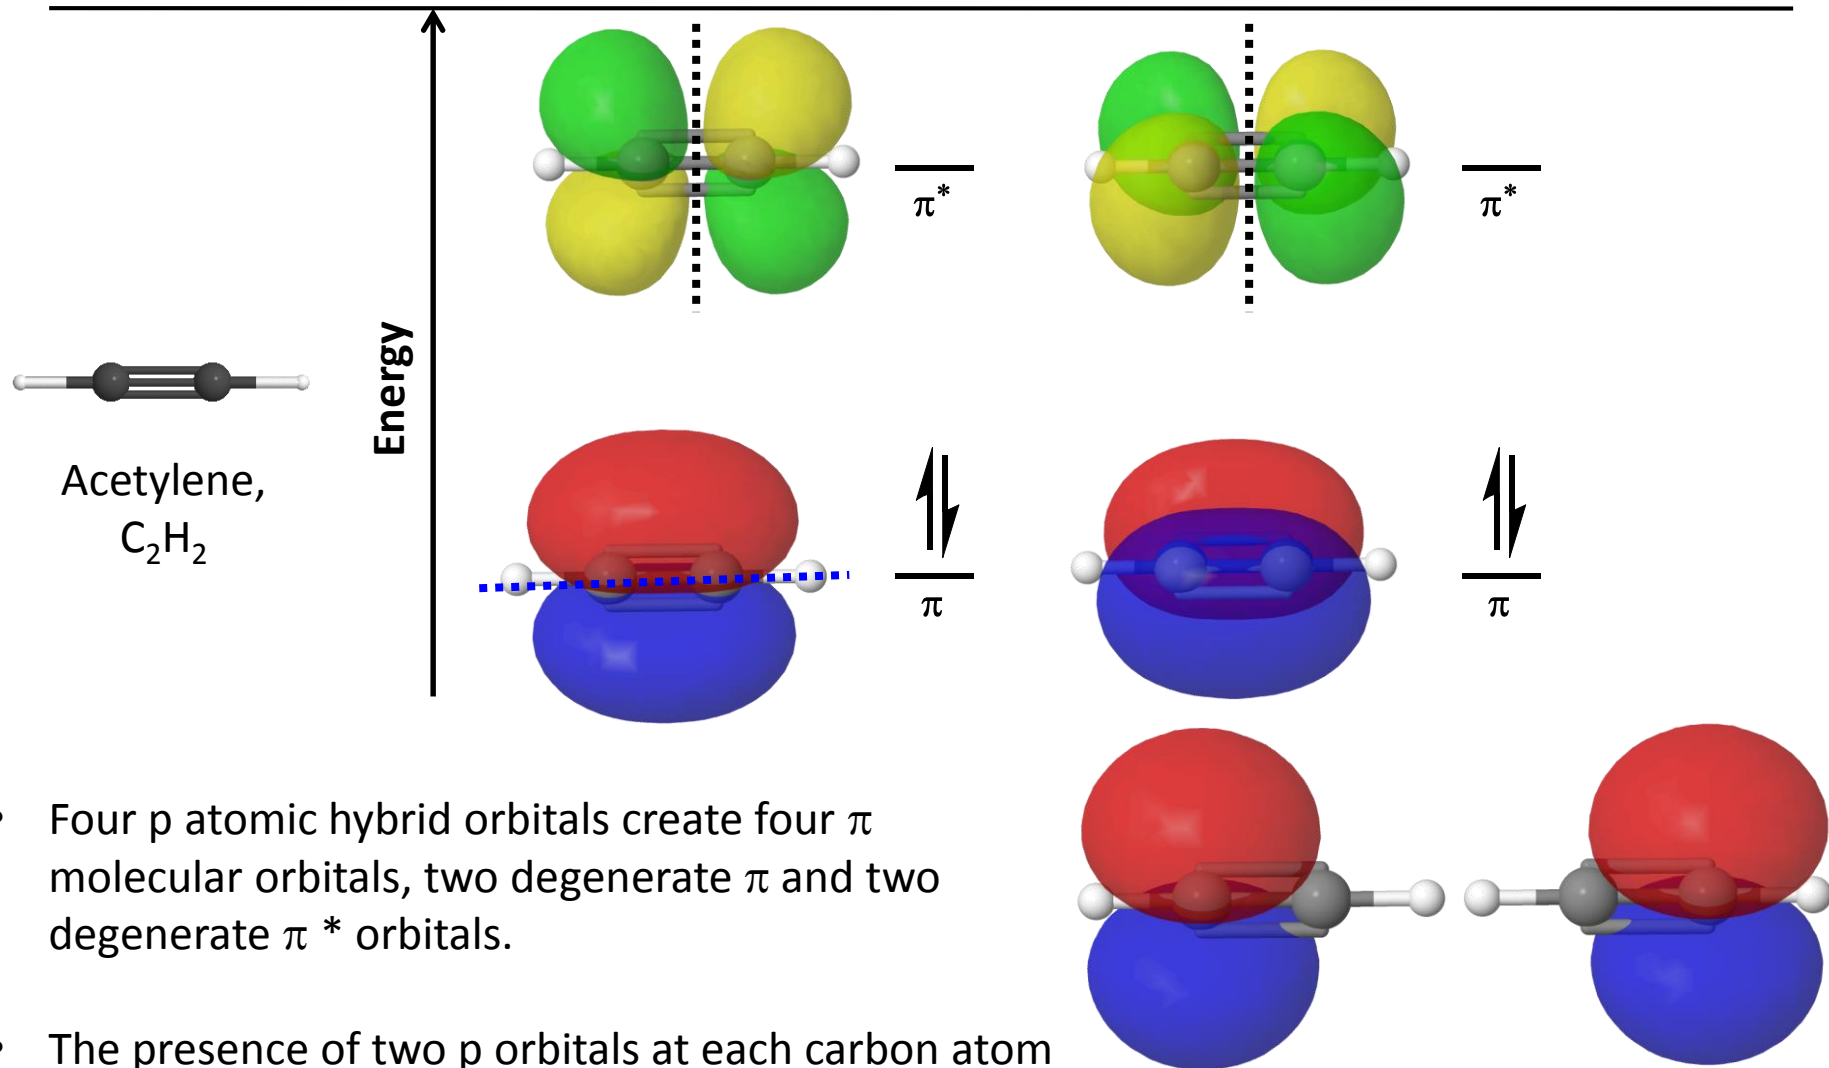 π*
π*
Energy
Acetylene,
C₂H₂
π
π
• Four p atomic hybrid orbitals create four π
molecular orbitals, two degenerate π and two
degenerate π * orbitals.
• The presence of two p orbitals at each carbon atom